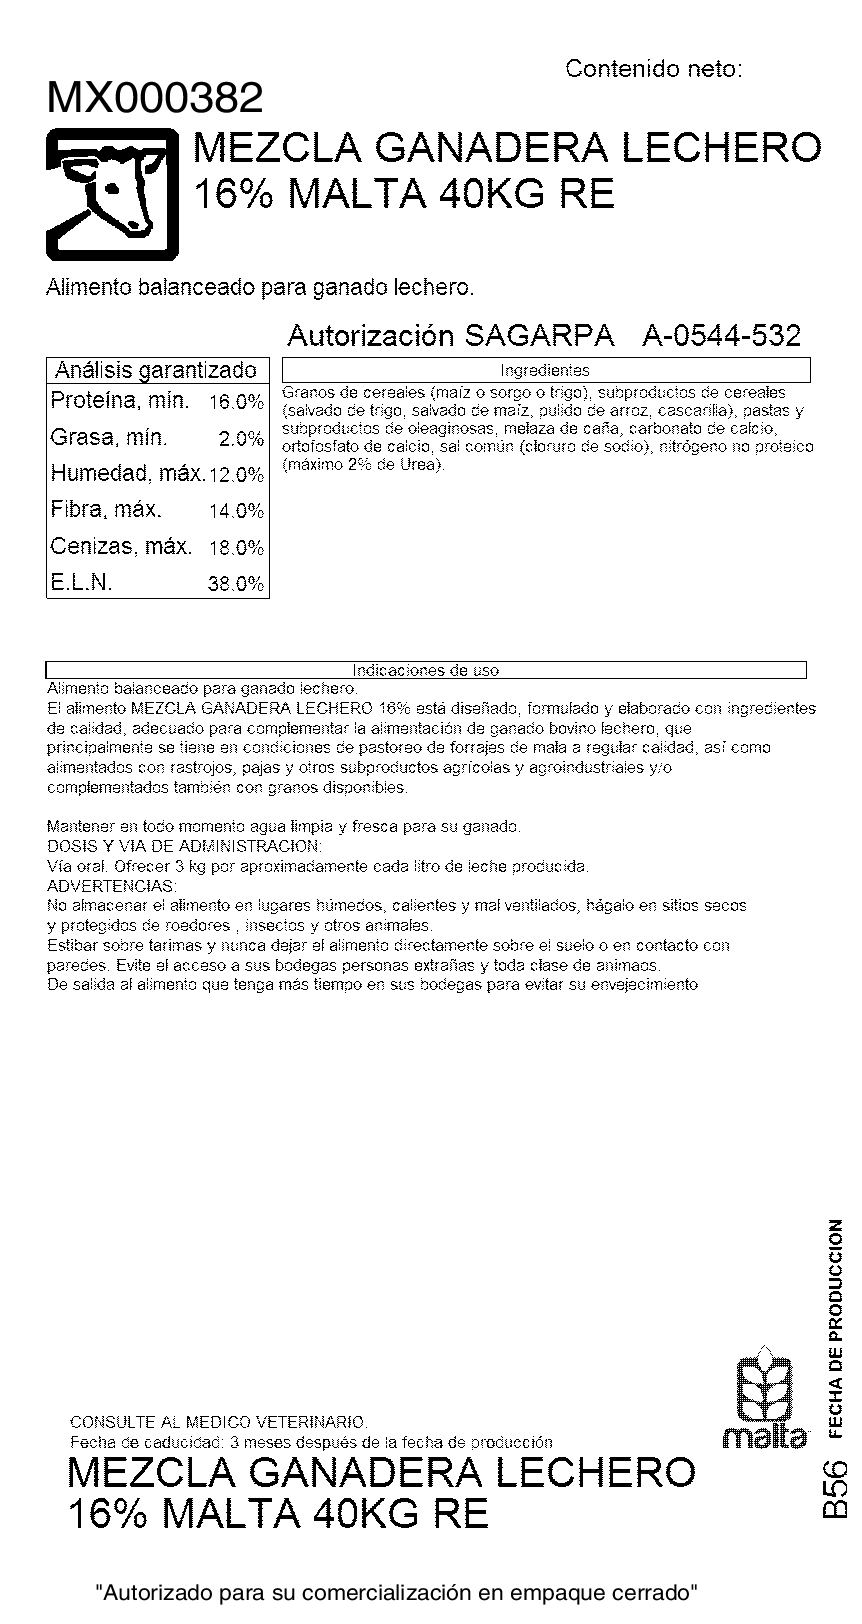 Contenido neto:
MX000382
MEZCLA GANADERA LECHERO
16% MALTA 40KG RE
Alimento balanceado para ganado lechero.
Autorización SAGARPA A-0544-532
Análisis garantizado
Proteína, mín. 16.0%
Grasa, mín. 2.0%
Humedad, máx. 12.0%
Fibra, máx. 14.0%
Cenizas, máx. 18.0%
E.L.N. 38.0%
Ingredientes
Granos de cereales (maíz o sorgo o trigo), subproductos de cereales
(salvado de trigo, salvado de maíz, pulido de arroz, cascarilla), pastas y
subproductos de oleaginosas, melaza de caña, carbonato de calcio,
ortofosfato de calcio, sal común (cloruro de sodio), nitrógeno no proteico
(máximo 2% de Urea).
Indicaciones de uso
Alimento balanceado para ganado lechero.
El alimento MEZCLA GANADERA LECHERO 16% está diseñado, formulado y elaborado con ingredientes
de calidad, adecuado para complementar la alimentación de ganado bovino lechero, que
principalmente se tiene en condiciones de pastoreo de forrajes de mala a regular calidad, así como
alimentados con rastrojos, pajas y otros subproductos agrícolas y agroindustriales y/o
complementados también con granos disponibles.
Mantener en todo momento agua limpia y fresca para su ganado.
DOSIS Y VIA DE ADMINISTRACION:
Vía oral. Ofrecer 3 kg por aproximadamente cada litro de leche producida.
ADVERTENCIAS:
No almacenar el alimento en lugares húmedos, calientes y mal ventilados, hágalo en sitios secos
y protegidos de roedores , insectos y otros animales.
Estibar sobre tarimas y nunca dejar el alimento directamente sobre el suelo o en contacto con
paredes. Evite el acceso a sus bodegas personas extrañas y toda clase de animaos.
De salida al alimento que tenga más tiempo en sus bodegas para evitar su envejecimiento
FECHA DE PRODUCCION
B56
malta
CONSULTE AL MEDICO VETERINARIO.
Fecha de caducidad: 3 meses después de la fecha de producción
MEZCLA GANADERA LECHERO
16% MALTA 40KG RE
"Autorizado para su comercialización en empaque cerrado"